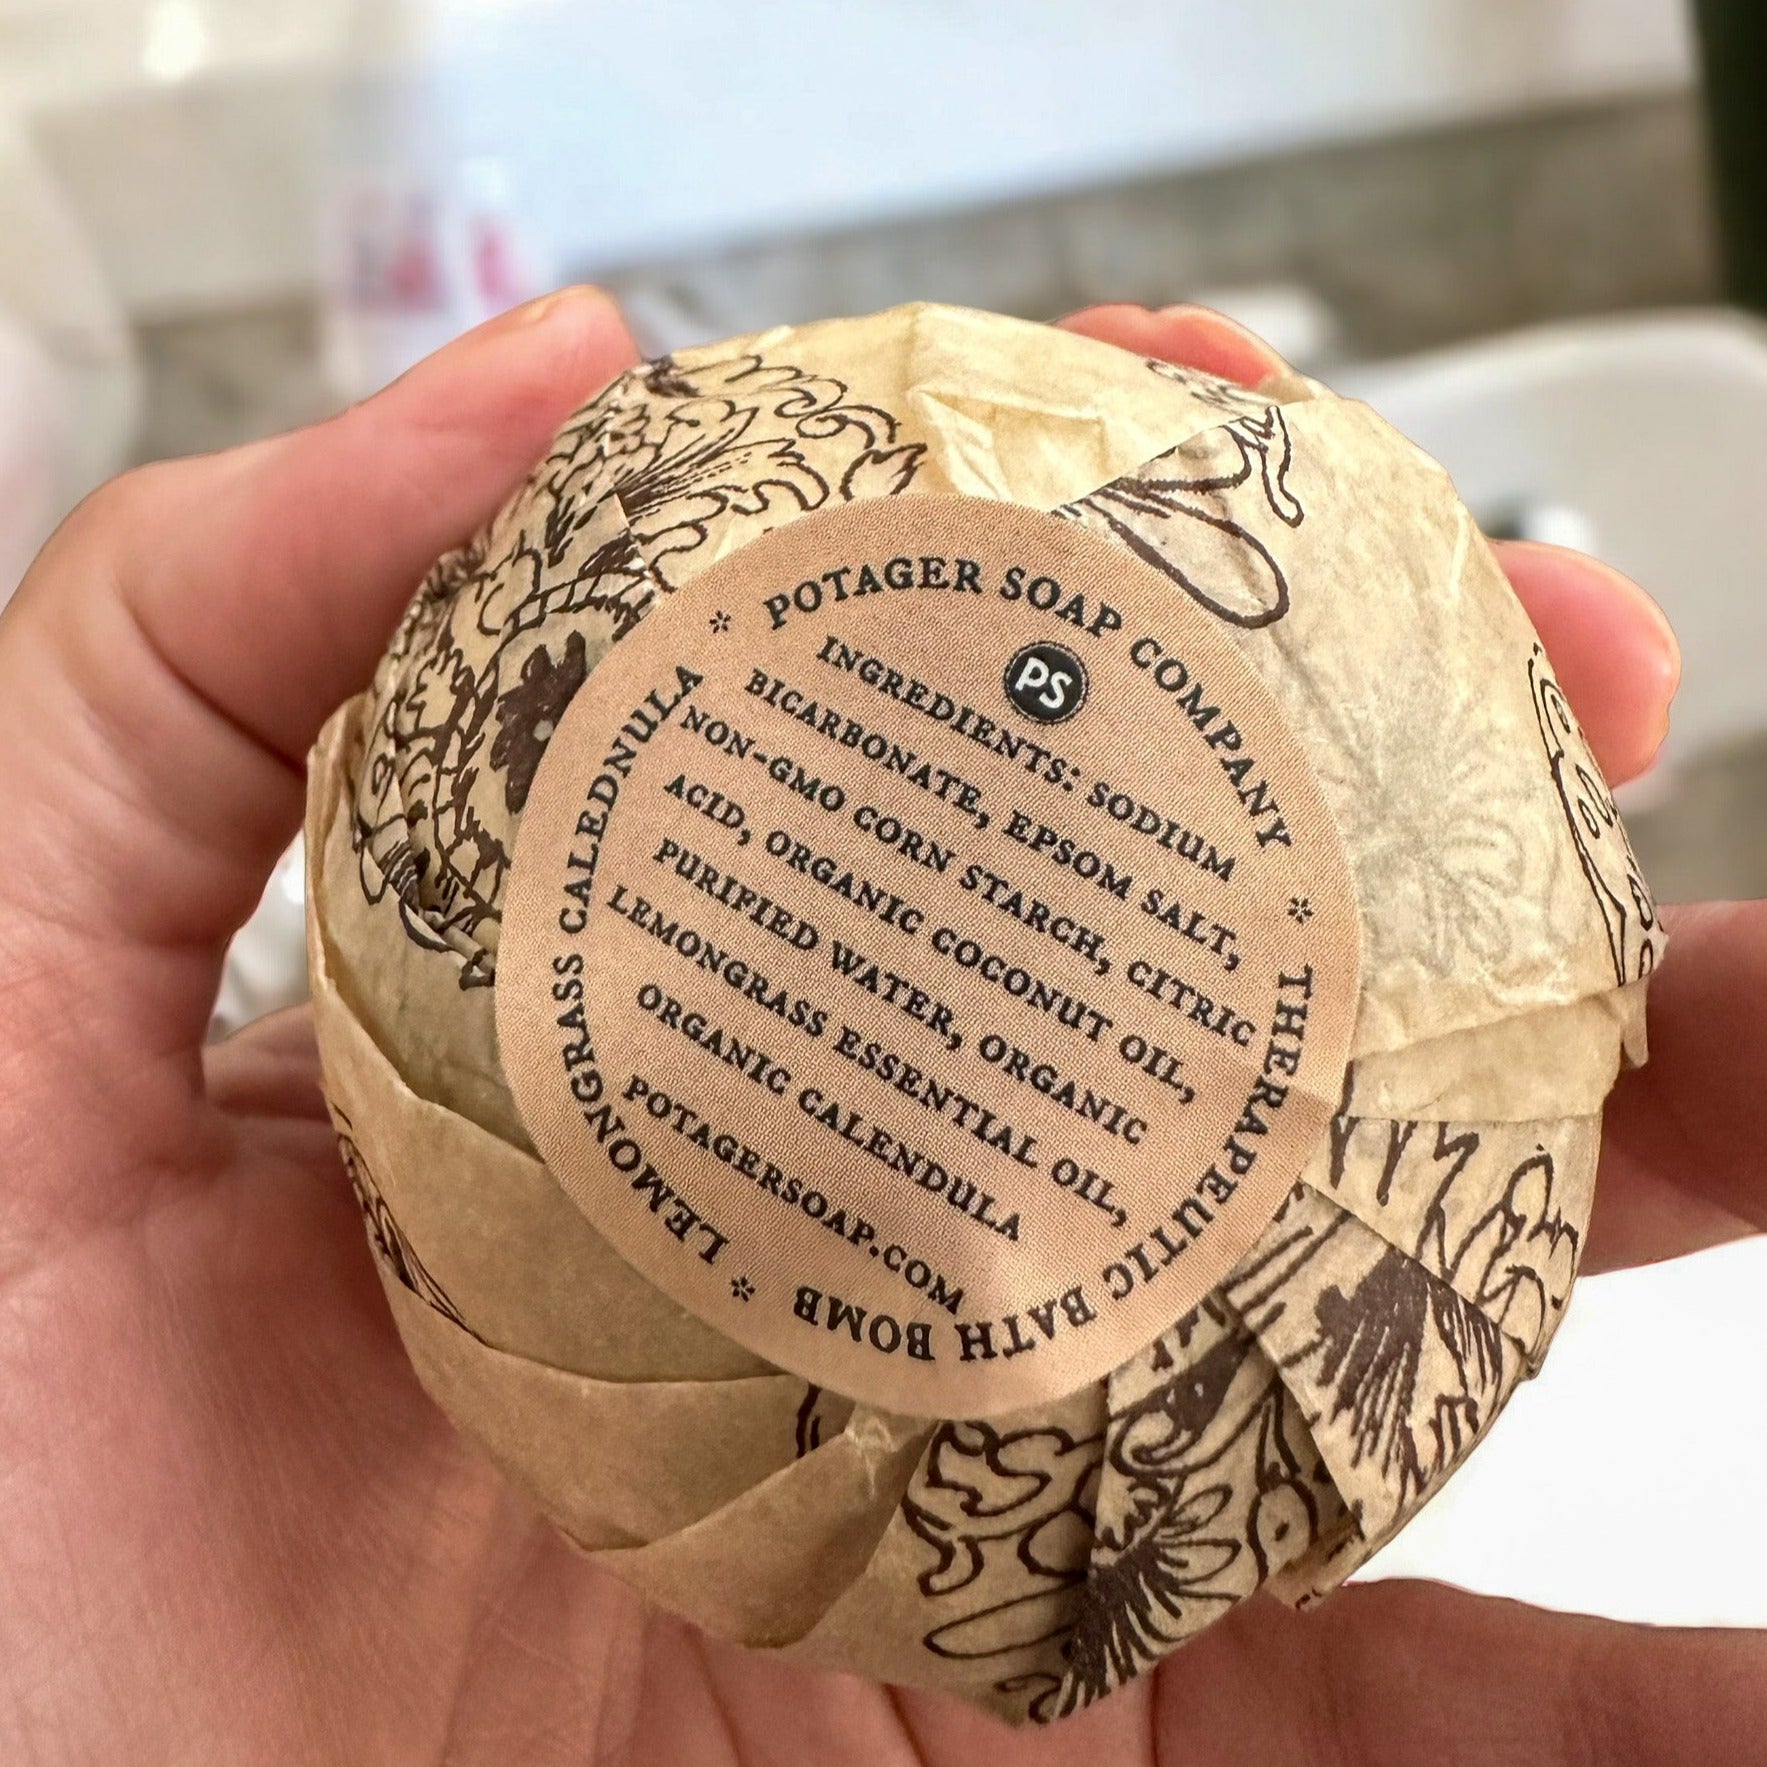 POTAGER SOAP COMPANY
PS
INGREDIENTS: SODIUM
BICARBONATE, EPSOM SALT,
NON-GMO CORN STARCH, CITRIC
ACID, ORGANIC COCONUT OIL,
PURIFIED WATER, ORGANIC
LEMONGRASS ESSENTIAL OIL,
ORGANIC CALENDULA
POTAGERSOAP.COM
* THERAPEUTIC BATH BOMB
* LEMONGRASS CALEDNULA *